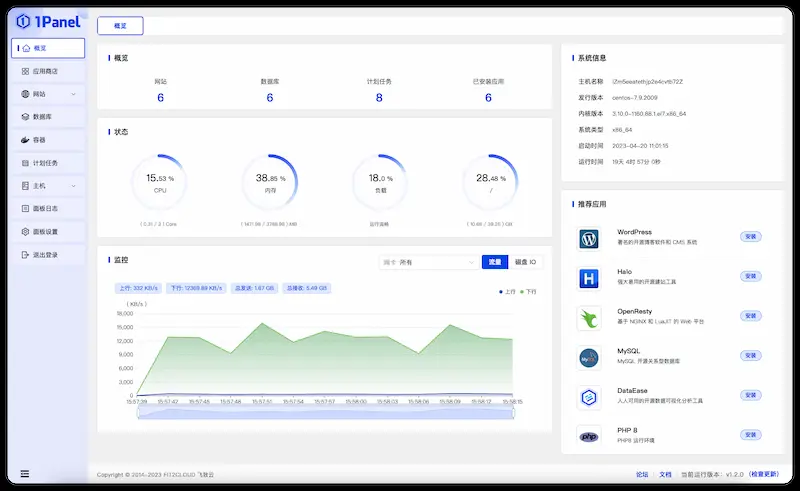 1Panel
概览
概览
应用商店
网站
数据库
容器
计划任务
主机
面板日志
面板设置
退出登录
概览
网站
数据库
计划任务
已安装应用
6
6
8
6
状态
15.53 %
CPU
38.85 %
内存
18.0 %
负载
运行流畅
28.48 %
/
监控
网卡 所有
流量
磁盘 IO
上行: 332 KB/s
下行: 12369.89 KB/s
总发送: 1.67 GB
总接收: 5.49 GB
上行
下行
( KB/s )
18,000
15,000
12,000
9,000
6,000
3,000
0
15:57:39
15:57:42
15:57:45
15:57:48
15:57:51
15:57:54
15:57:57
15:58:00
15:58:03
15:58:06
15:58:09
15:58:12
15:58:15
系统信息
主机名称
发行版本 centos-7.9.2009
内核版本 3.10.0-1160.88.1.el7.x86_64
系统类型 x86_64
启动时间 2023-04-20 11:01:15
运行时间 19天 4时 57分 0秒
推荐应用
WordPress
著名的开源博客软件和 CMS 系统
安装
Halo
强大易用的开源建站工具
安装
OpenResty
基于 NGINX 和 LuaJIT 的 Web 平台
安装
MySQL
MySQL 开源关系型数据库
安装
DataEase
人人可用的开源数据可视化分析工具
安装
PHP 8
PHP8 运行环境
安装
Copyright © 2014-2023 FIT2CLOUD 飞致云
论坛
文档
当前运行版本: v1.2.0 (检查更新)